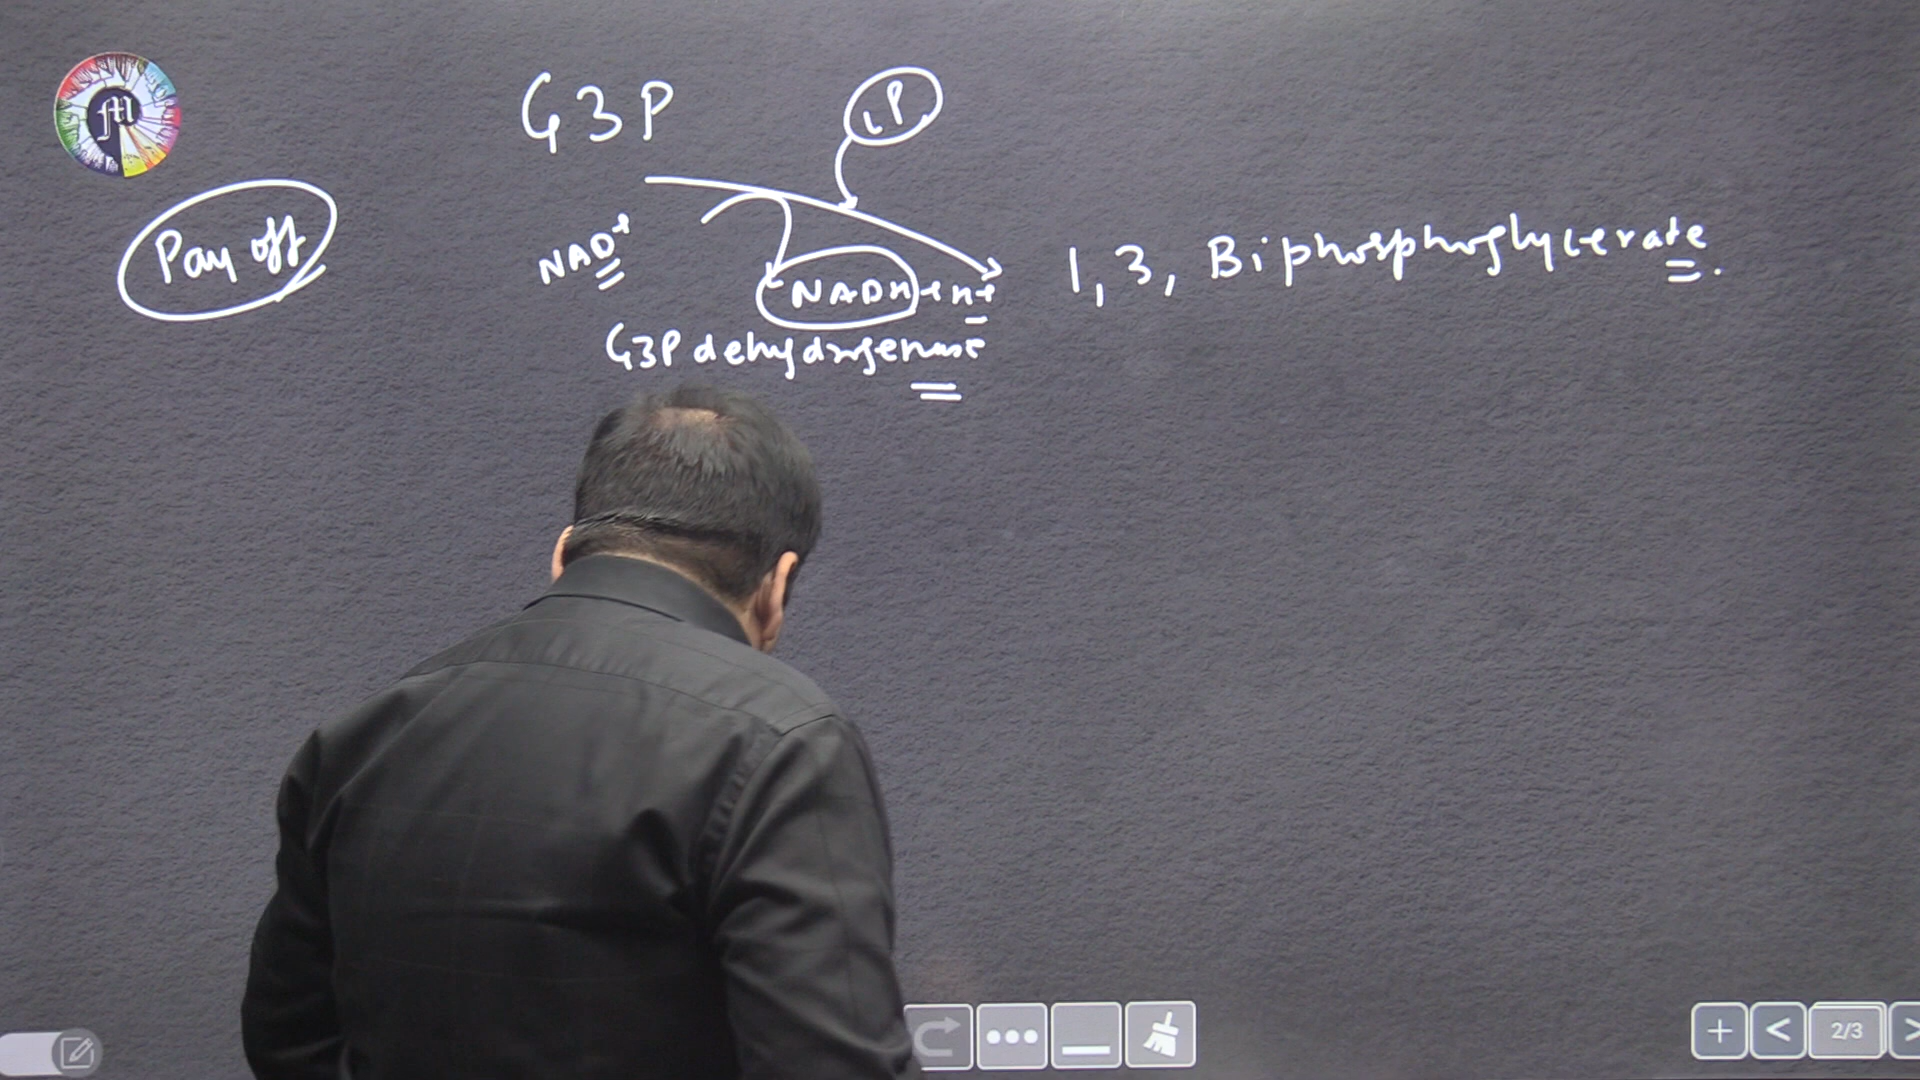 G3P
iP
Pay off
NAD+
NADH + H+
1,3, Biphosphoglycerate.
G3P dehydrogenase
2/3